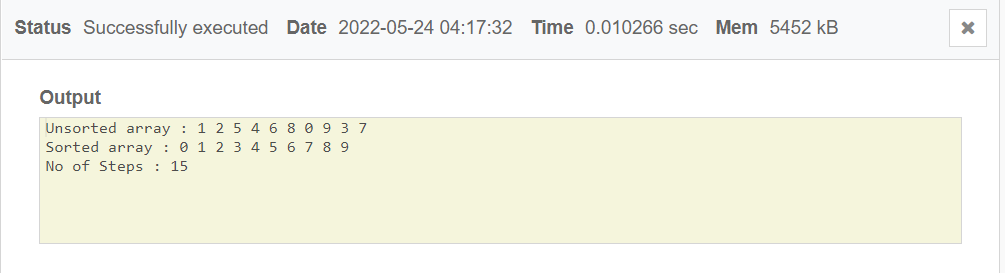 Status Successfully executed Date 2022-05-24 04:17:32 Time 0.010266 sec Mem 5452 kB
Output
Unsorted array : 1 2 5 4 6 8 0 9 3 7
Sorted array : 0 1 2 3 4 5 6 7 8 9
No of Steps : 15